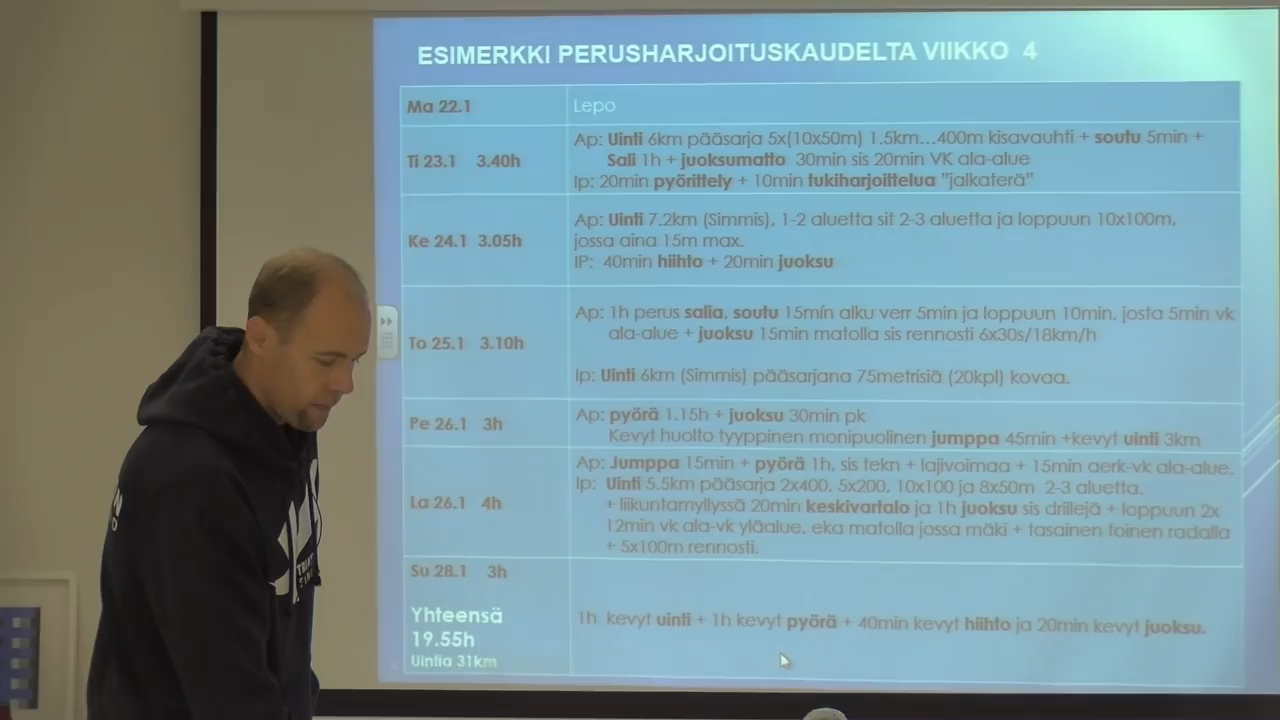 ESIMERKKI PERUSHARJOITUSKAUDELTA VIIKKO 4
Ma 22.1 Lepo
Ti 23.1 3.40h
Ap: Uinti 6km pääsarja 5x(10x50m) 1.5km...400m kisavauhti + soutu 5min +
Sali 1h + juoksumatto 30min sis 20min VK ala-alue
Ip: 20min pyörittely + 10min tukiharjoittelua "jalkaterä"
Ke 24.1 3.05h
Ap: Uinti 7.2km (Simmis), 1-2 aluetta sit 2-3 aluetta ja loppuun 10x100m,
jossa aina 15m max.
IP: 40min hiihto + 20min juoksu
To 25.1 3.10h
Ap: 1h perus salia, soutu 15min alku verr 5min ja loppuun 10min, josta 5min vk
ala-alue + juoksu 15min matolla sis rennosti 6x30s/18km/h
Ip: Uinti 6km (Simmis) pääsarjana 75metrisiä (20kpl) kovaa.
Pe 26.1 3h
Ap: pyörä 1.15h + juoksu 30min pk
Kevyt huolto tyyppinen monipuolinen jumppa 45min +kevyt uinti 3km
La 26.1 4h
Ap: Jumppa 15min + pyörä 1h, sis tekn + lajivoimaa + 15min aerk-vk ala-alue.
Ip: Uinti 5.5km pääsarja 2x400, 5x200, 10x100 ja 8x50m 2-3 aluetta.
+ liikuntamyllyssä 20min keskivartalo ja 1h juoksu sis drillejä + loppuun 2x
12min vk ala-vk yläalue, eka matolla jossa mäki + tasainen toinen radalla
+ 5x100m rennosti.
Su 28.1 3h
Yhteensä
19.55h
Uintia 31km
1h kevyt uinti + 1h kevyt pyörä + 40min kevyt hiihto ja 20min kevyt juoksu.